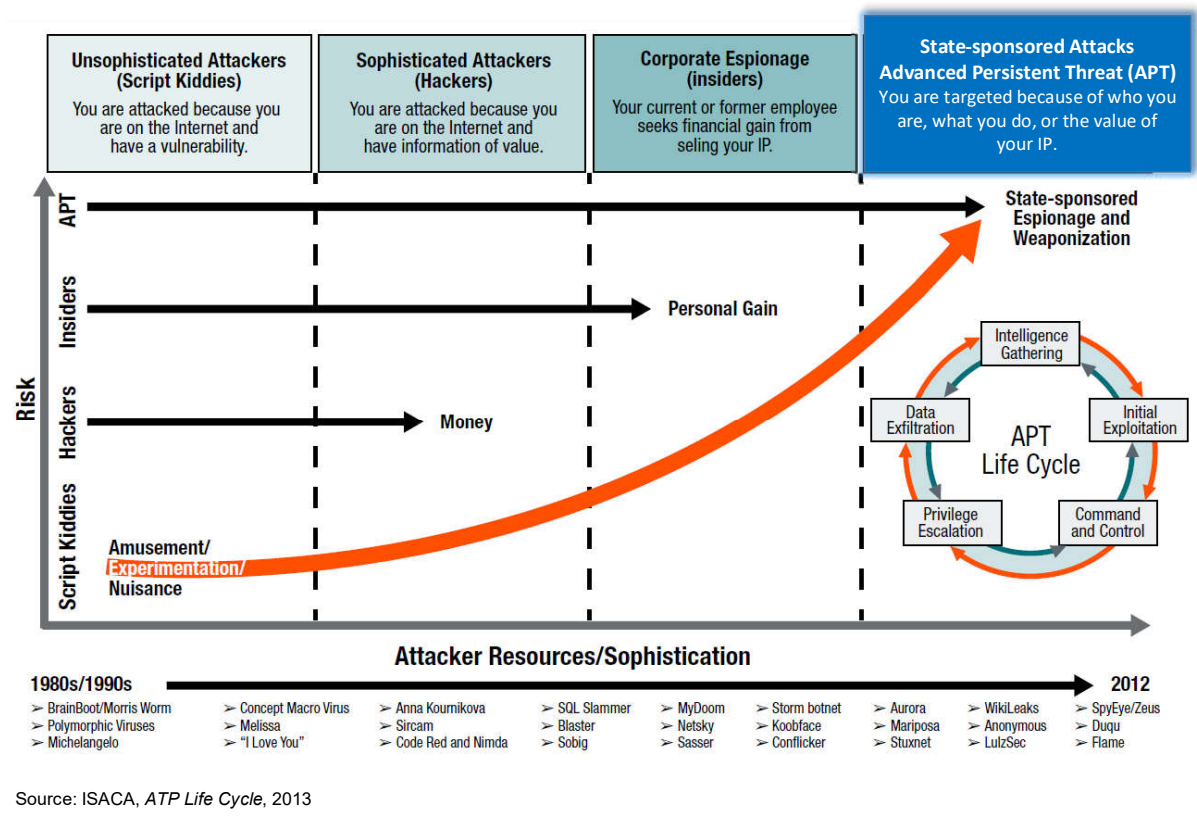 Unsophisticated Attackers
(Script Kiddies)
You are attacked because you
are on the Internet and
have a vulnerability.
Sophisticated Attackers
(Hackers)
You are attacked because you
are on the Internet and
have information of value.
Corporate Espionage
(insiders)
Your current or former employee
seeks financial gain from
seling your IP.
State-sponsored Attacks
Advanced Persistent Threat (APT)
You are targeted because of who you
are, what you do, or the value of
your IP.
Risk
APT
State-sponsored
Espionage and
Weaponization
Insiders
Personal Gain
Hackers
Money
Script Kiddies
Amusement/
Experimentation/
Nuisance
Intelligence
Gathering
Initial
Exploitation
Command
and Control
Privilege
Escalation
Data
Exfiltration
APT
Life Cycle
Attacker Resources/Sophistication
1980s/1990s
2012
➢ BrainBoot/Morris Worm
➢ Polymorphic Viruses
➢ Michelangelo
➢ Concept Macro Virus
➢ Melissa
➢ “I Love You”
➢ Anna Kournikova
➢ Sircam
➢ Code Red and Nimda
➢ SQL Slammer
➢ Blaster
➢ Sobig
➢ MyDoom
➢ Netsky
➢ Sasser
➢ Storm botnet
➢ Koobface
➢ Conflicker
➢ Aurora
➢ Mariposa
➢ Stuxnet
➢ WikiLeaks
➢ Anonymous
➢ LulzSec
➢ SpyEye/Zeus
➢ Duqu
➢ Flame
Source: ISACA, ATP Life Cycle, 2013